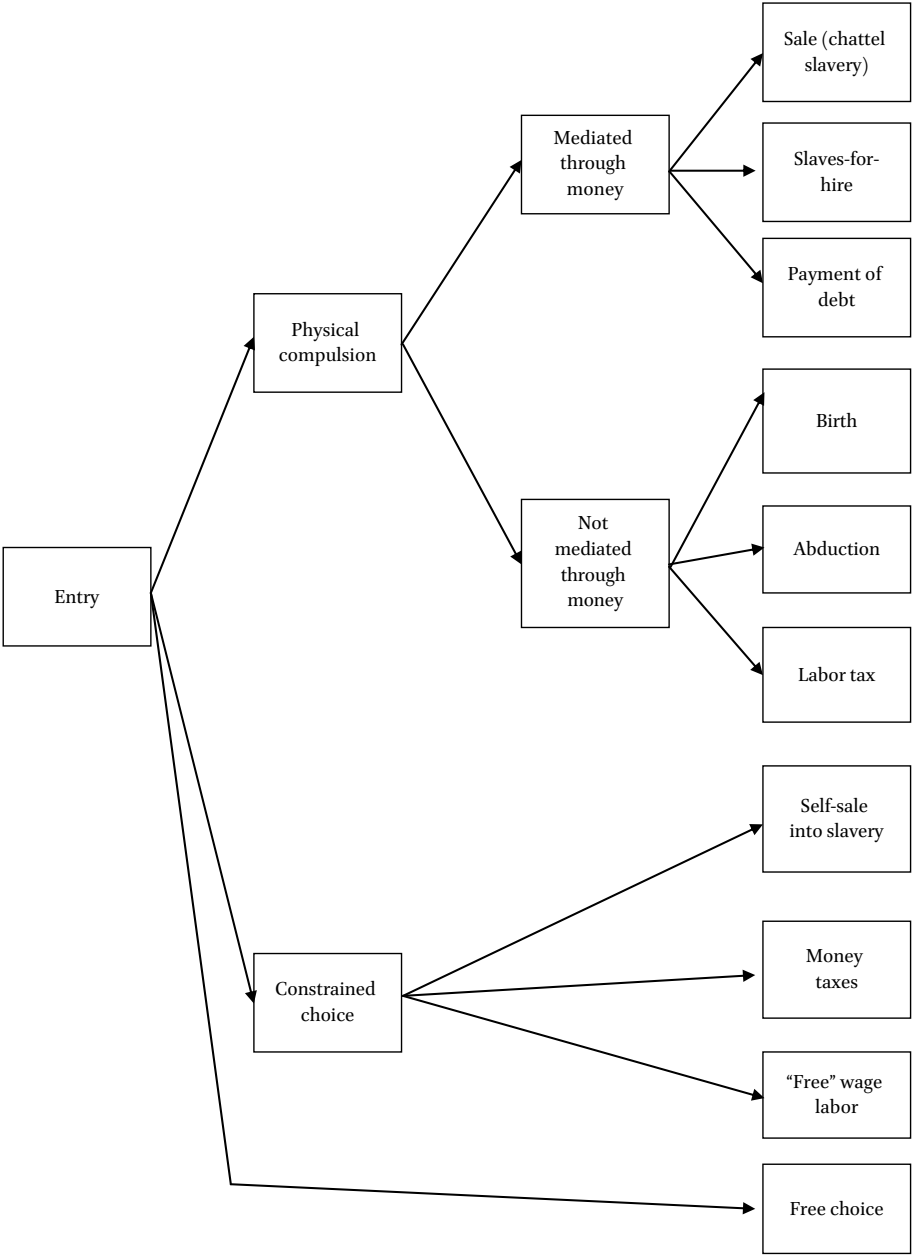 Sale (chattel
slavery)
Mediated
through
money
Slaves-for-
hire
Payment of
debt
Physical
compulsion
Birth
Not
mediated
through
money
Abduction
Entry
Labor tax
Self-sale
into slavery
Constrained
choice
Money
taxes
“Free” wage
labor
Free choice